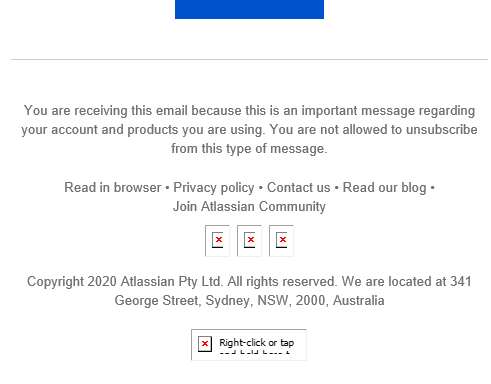 You are receiving this email because this is an important message regarding
your account and products you are using. You are not allowed to unsubscribe
from this type of message.
Read in browser • Privacy policy • Contact us • Read our blog •
Join Atlassian Community
Copyright 2020 Atlassian Pty Ltd. All rights reserved. We are located at 341
George Street, Sydney, NSW, 2000, Australia
Right-click or tap
and hold here t